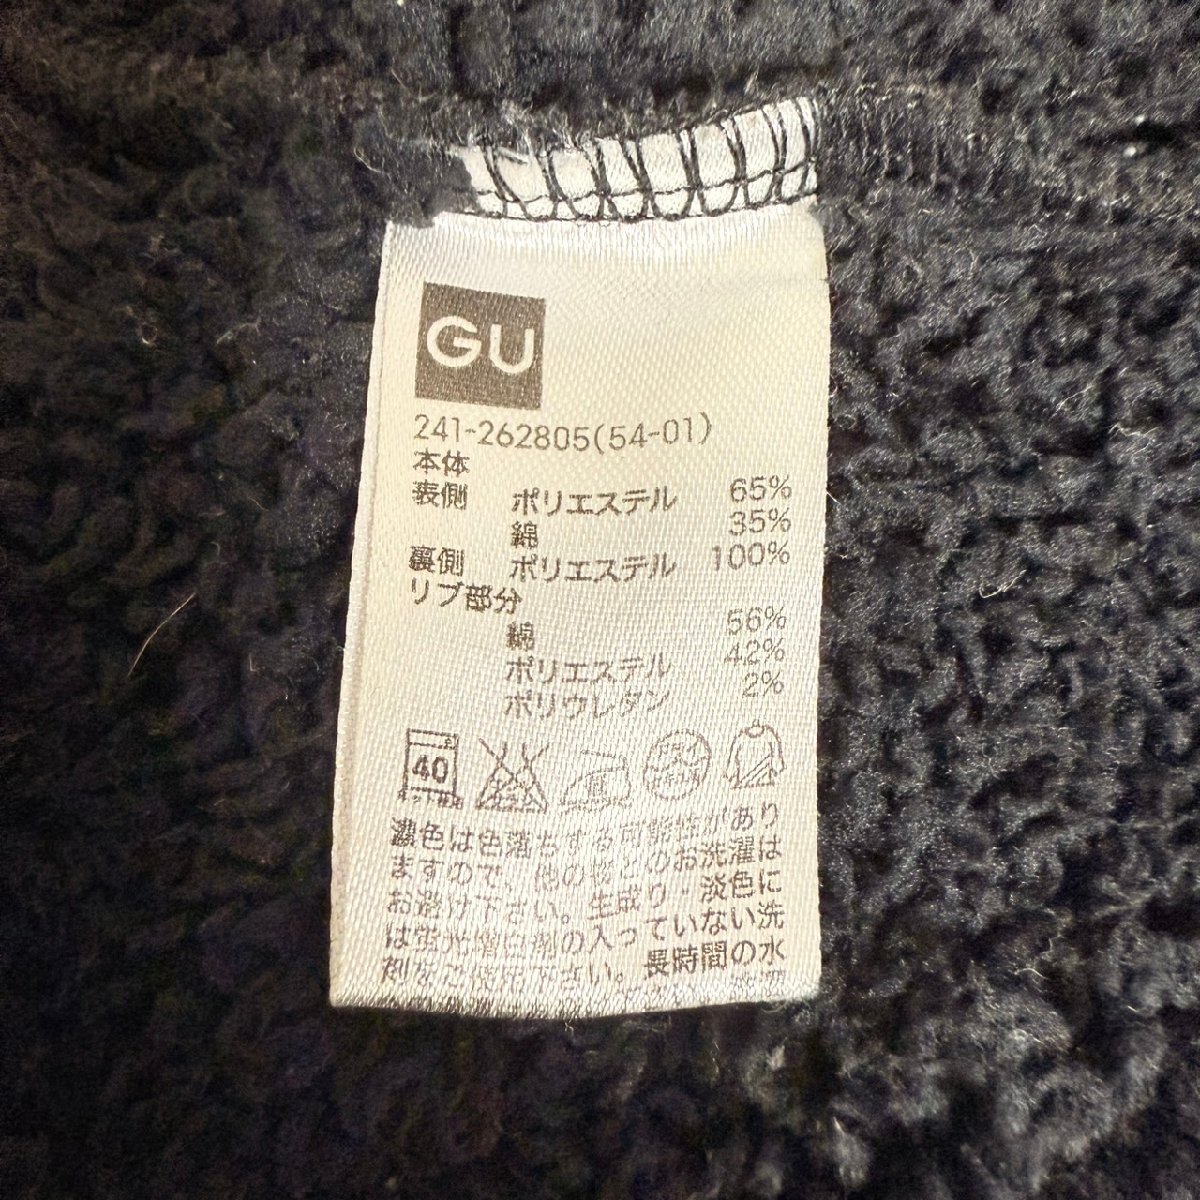 GU
241-262805(54-01)
本体
表側 ポリエステル 65%
綿 35%
裏側 ポリエステル 100%
リブ部分
綿 56%
ポリエステル 42%
ポリウレタン 2%
40
濃色は色落ちする可能性があり
ますので、他の物とのお洗濯は
お避け下さい。生成り・淡色に
は蛍光増白剤の入っていない洗
剤をご使用下さい。長時間の水